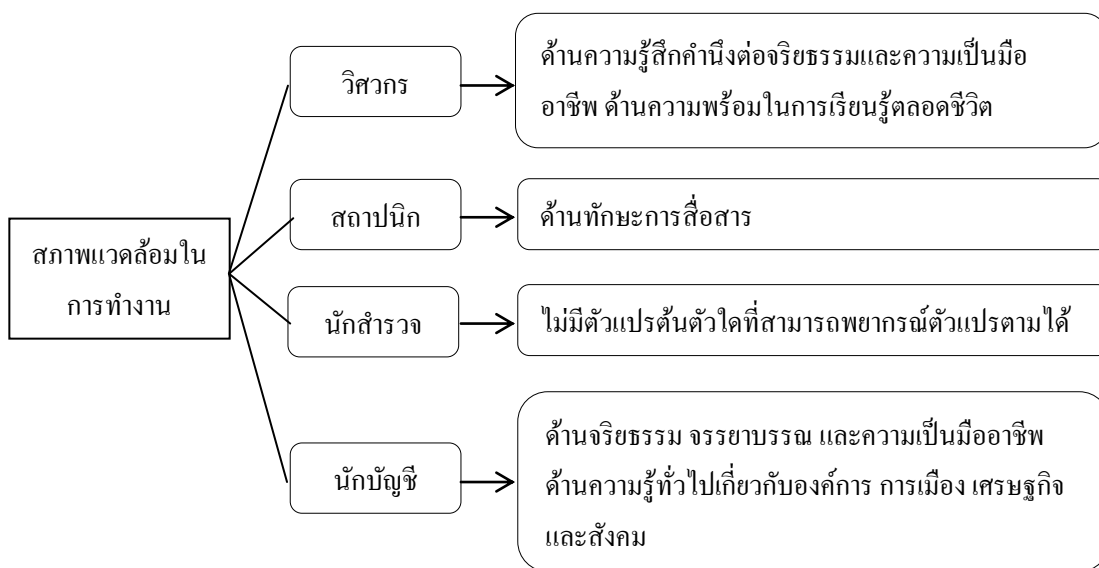 สภาพแวดล้อมใน
การทำงาน
วิศวกร
ด้านความรู้สึกคำนึงต่อจริยธรรมและความเป็นมือ
อาชีพ ด้านความพร้อมในการเรียนรู้ตลอดชีวิต
สถาปนิก
ด้านทักษะการสื่อสาร
นักสำรวจ
ไม่มีตัวแปรต้นตัวใดที่สามารถพยากรณ์ตัวแปรตามได้
นักบัญชี
ด้านจริยธรรม จรรยาบรรณ และความเป็นมืออาชีพ
ด้านความรู้ทั่วไปเกี่ยวกับองค์การ การเมือง เศรษฐกิจ
และสังคม